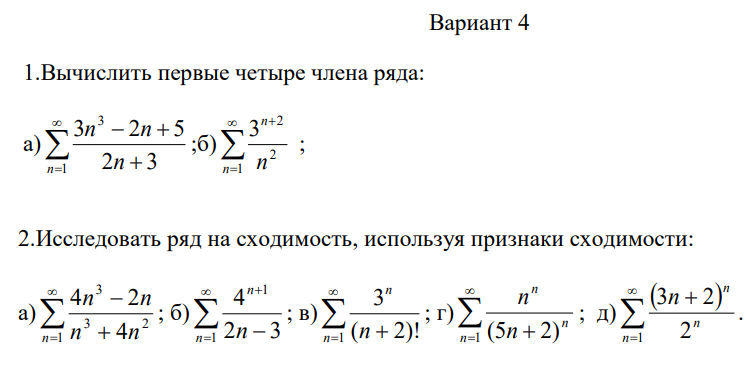 Вариант 4
1.Вычислить первые четыре члена ряда:
а) $\sum_{n=1}^{\infty} \frac{3n^3 - 2n + 5}{2n + 3}$ ;б) $\sum_{n=1}^{\infty} \frac{3^{n+2}}{n^2}$ ;
2.Исследовать ряд на сходимость, используя признаки сходимости:
а) $\sum_{n=1}^{\infty} \frac{4n^3 - 2n}{n^3 + 4n^2}$ ; б) $\sum_{n=1}^{\infty} \frac{4^{n+1}}{2n - 3}$ ; в) $\sum_{n=1}^{\infty} \frac{3^n}{(n + 2)!}$ ; г) $\sum_{n=1}^{\infty} \frac{n^n}{(5n + 2)^n}$ ; д) $\sum_{n=1}^{\infty} \frac{(3n + 2)^n}{2^n}$ .